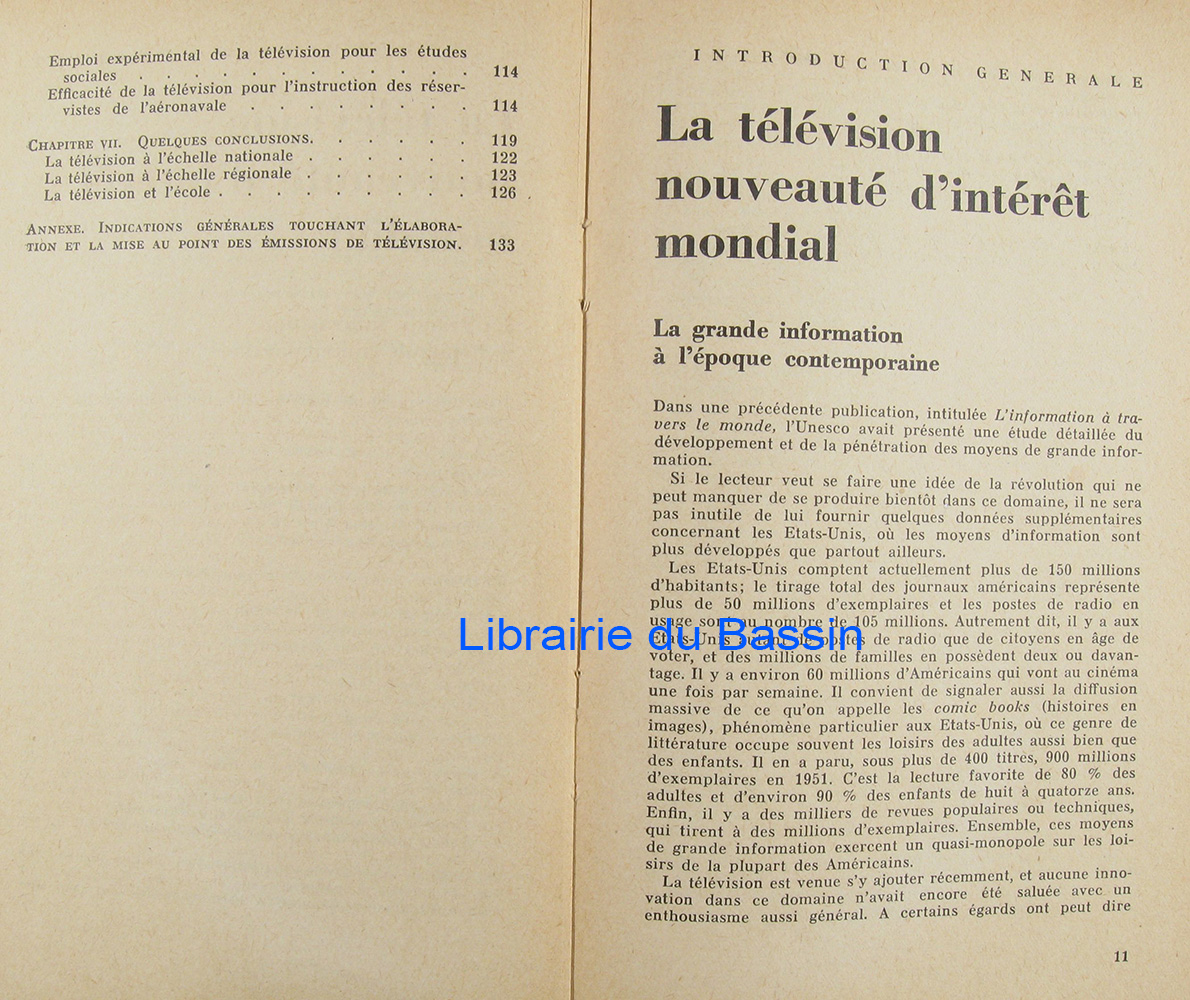 Emploi expérimental de la télévision pour les études
sociales . . . . . . . . . . . . 114
Efficacité de la télévision pour l'instruction des réser-
vistes de l'aéronavale . . . . . . . . 114
CHAPITRE VII. QUELQUES CONCLUSIONS. . . . . . 119
La télévision à l'échelle nationale . . . . . . 122
La télévision à l'échelle régionale . . . . . . 123
La télévision et l'école . . . . . . . . . 126
ANNEXE. INDICATIONS GÉNÉRALES TOUCHANT L'ÉLABORA-
TION ET LA MISE AU POINT DES ÉMISSIONS DE TÉLÉVISION. 133
INTRODUCTION GENERALE
La télévision
nouveauté d'intérêt
mondial
La grande information
à l'époque contemporaine
Dans une précédente publication, intitulée L'information à tra-
vers le monde, l'Unesco avait présenté une étude détaillée du
développement et de la pénétration des moyens de grande infor-
mation.
Si le lecteur veut se faire une idée de la révolution qui ne
peut manquer de se produire bientôt dans ce domaine, il ne sera
pas inutile de lui fournir quelques données supplémentaires
concernant les Etats-Unis, où les moyens d'information sont
plus développés que partout ailleurs.
Les Etats-Unis comptent actuellement plus de 150 millions
d'habitants; le tirage total des journaux américains représente
plus de 50 millions d'exemplaires et les postes de radio en
usage sont au nombre de 105 millions. Autrement dit, il y a aux
Etats-Unis autant de postes de radio que de citoyens en âge de
voter, et des millions de familles en possèdent deux ou davan-
tage. Il y a environ 60 millions d'Américains qui vont au cinéma
une fois par semaine. Il convient de signaler aussi la diffusion
massive de ce qu'on appelle les comic books (histoires en
images), phénomène particulier aux Etats-Unis, où ce genre de
littérature occupe souvent les loisirs des adultes aussi bien que
des enfants. Il en a paru, sous plus de 400 titres, 900 millions
d'exemplaires en 1951. C'est la lecture favorite de 80 % des
adultes et d'environ 90 % des enfants de huit à quatorze ans.
Enfin, il y a des milliers de revues populaires ou techniques,
qui tirent à des millions d'exemplaires. Ensemble, ces moyens
de grande information exercent un quasi-monopole sur les loi-
sirs de la plupart des Américains.
La télévision est venue s'y ajouter récemment, et aucune inno-
vation dans ce domaine n'avait encore été saluée avec un
enthousiasme aussi général. A certains égards ont peut dire
11
Librairie du Bassin